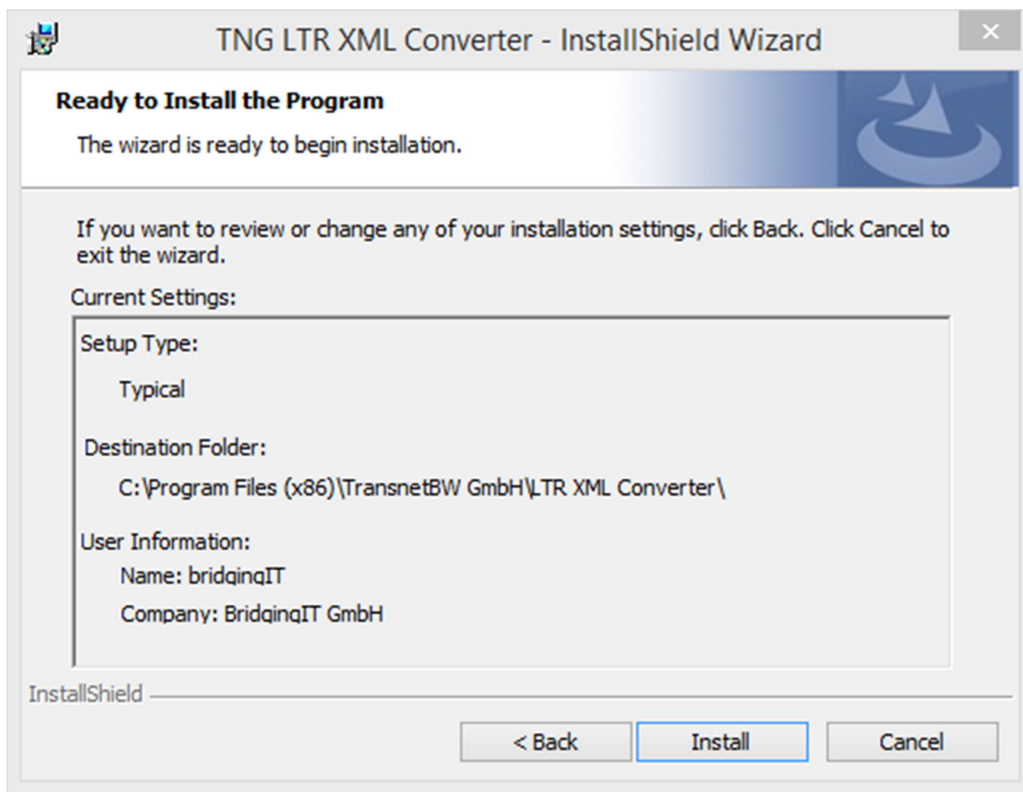 TNG LTR XML Converter - InstallShield Wizard
Ready to Install the Program
The wizard is ready to begin installation.
If you want to review or change any of your installation settings, click Back. Click Cancel to
exit the wizard.
Current Settings:
Setup Type:
Typical
Destination Folder:
C:\Program Files (x86)\TransnetBW GmbH\LTR XML Converter\
User Information:
Name: bridgingIT
Company: BridgingIT GmbH
InstallShield
< Back
Install
Cancel